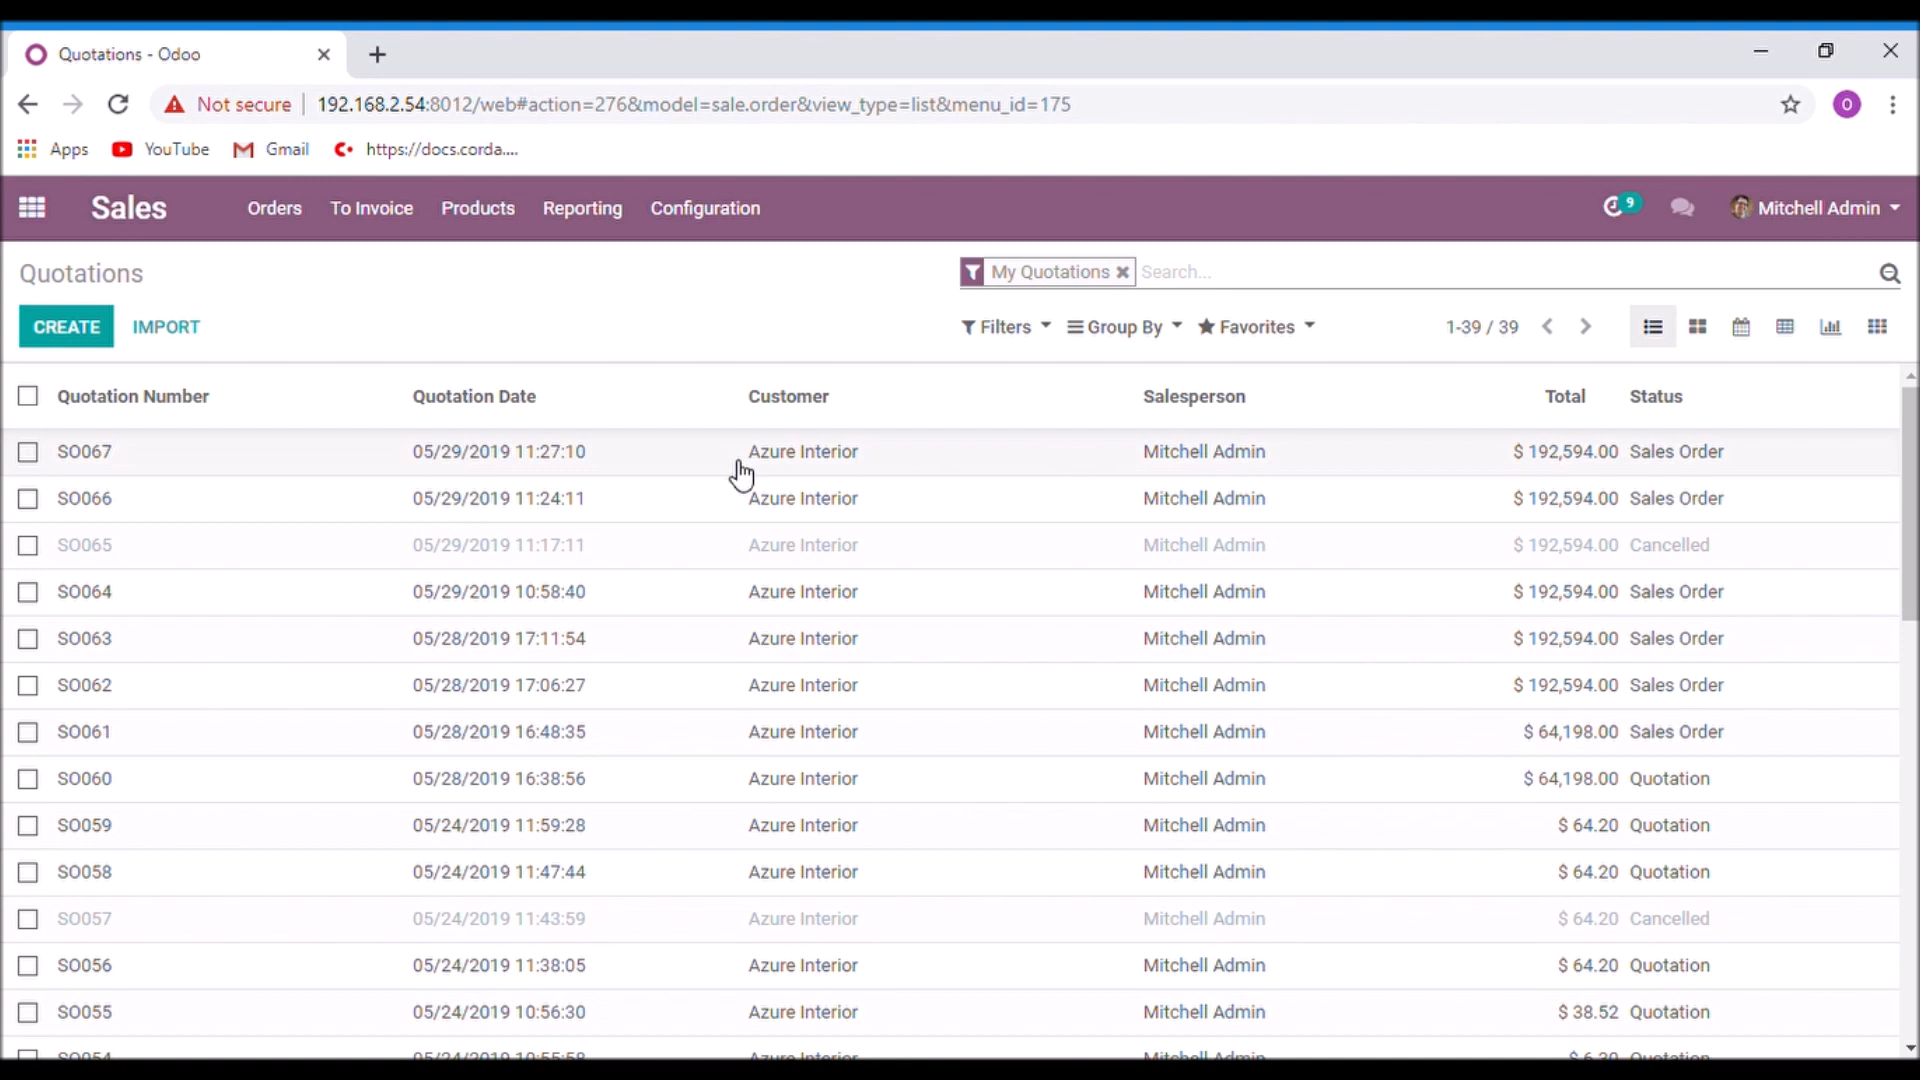 Quotations - Odoo
Not secure 192.168.2.54:8012/web#action=276&model=sale.order&view_type=list&menu_id=175 O
Apps YouTube Gmail https://docs.corda....
Sales Orders To Invoice Products Reporting Configuration 9 Mitchell Admin
Quotations My Quotations Search...
CREATE IMPORT Filters Group By Favorites 1-39 / 39
Quotation Number Quotation Date Customer Salesperson Total Status
SO067 05/29/2019 11:27:10 Azure Interior Mitchell Admin $ 192,594.00 Sales Order
SO066 05/29/2019 11:24:11 Azure Interior Mitchell Admin $ 192,594.00 Sales Order
SO065 05/29/2019 11:17:11 Azure Interior Mitchell Admin $ 192,594.00 Cancelled
SO064 05/29/2019 10:58:40 Azure Interior Mitchell Admin $ 192,594.00 Sales Order
SO063 05/28/2019 17:11:54 Azure Interior Mitchell Admin $ 192,594.00 Sales Order
SO062 05/28/2019 17:06:27 Azure Interior Mitchell Admin $ 192,594.00 Sales Order
SO061 05/28/2019 16:48:35 Azure Interior Mitchell Admin $ 64,198.00 Sales Order
SO060 05/28/2019 16:38:56 Azure Interior Mitchell Admin $ 64,198.00 Quotation
SO059 05/24/2019 11:59:28 Azure Interior Mitchell Admin $ 64.20 Quotation
SO058 05/24/2019 11:47:44 Azure Interior Mitchell Admin $ 64.20 Quotation
SO057 05/24/2019 11:43:59 Azure Interior Mitchell Admin $ 64.20 Cancelled
SO056 05/24/2019 11:38:05 Azure Interior Mitchell Admin $ 64.20 Quotation
SO055 05/24/2019 10:56:30 Azure Interior Mitchell Admin $ 38.52 Quotation
SO054 Azure Interior Mitchell Admin Quotation